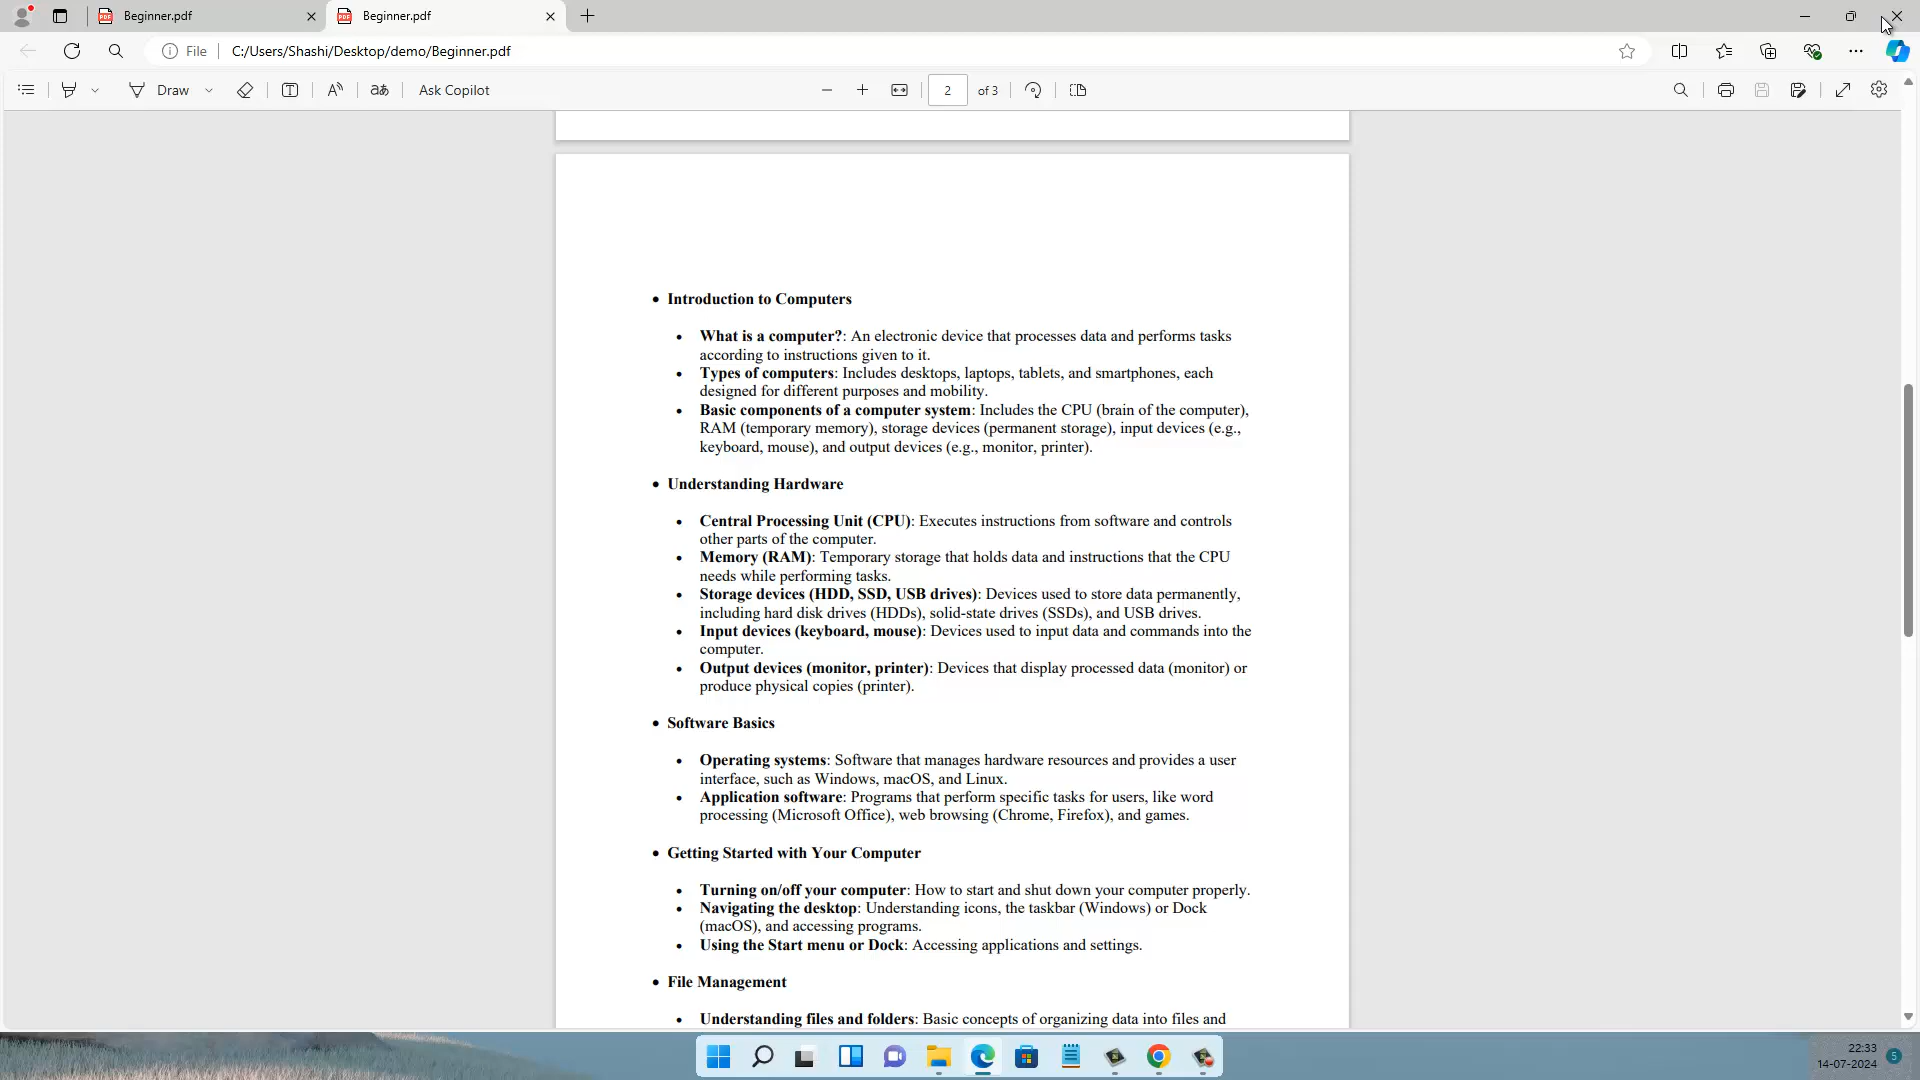 Beginner.pdf
Beginner.pdf
File
C:/Users/Shashi/Desktop/demo/Beginner.pdf
Draw
Ask Copilot
2
of 3
• Introduction to Computers
• What is a computer?: An electronic device that processes data and performs tasks
according to instructions given to it.
• Types of computers: Includes desktops, laptops, tablets, and smartphones, each
designed for different purposes and mobility.
• Basic components of a computer system: Includes the CPU (brain of the computer),
RAM (temporary memory), storage devices (permanent storage), input devices (e.g.,
keyboard, mouse), and output devices (e.g., monitor, printer).
• Understanding Hardware
• Central Processing Unit (CPU): Executes instructions from software and controls
other parts of the computer.
• Memory (RAM): Temporary storage that holds data and instructions that the CPU
needs while performing tasks.
• Storage devices (HDD, SSD, USB drives): Devices used to store data permanently,
including hard disk drives (HDDs), solid-state drives (SSDs), and USB drives.
• Input devices (keyboard, mouse): Devices used to input data and commands into the
computer.
• Output devices (monitor, printer): Devices that display processed data (monitor) or
produce physical copies (printer).
• Software Basics
• Operating systems: Software that manages hardware resources and provides a user
interface, such as Windows, macOS, and Linux.
• Application software: Programs that perform specific tasks for users, like word
processing (Microsoft Office), web browsing (Chrome, Firefox), and games.
• Getting Started with Your Computer
• Turning on/off your computer: How to start and shut down your computer properly.
• Navigating the desktop: Understanding icons, the taskbar (Windows) or Dock
(macOS), and accessing programs.
• Using the Start menu or Dock: Accessing applications and settings.
• File Management
• Understanding files and folders: Basic concepts of organizing data into files and
22:33
14-07-2024
5